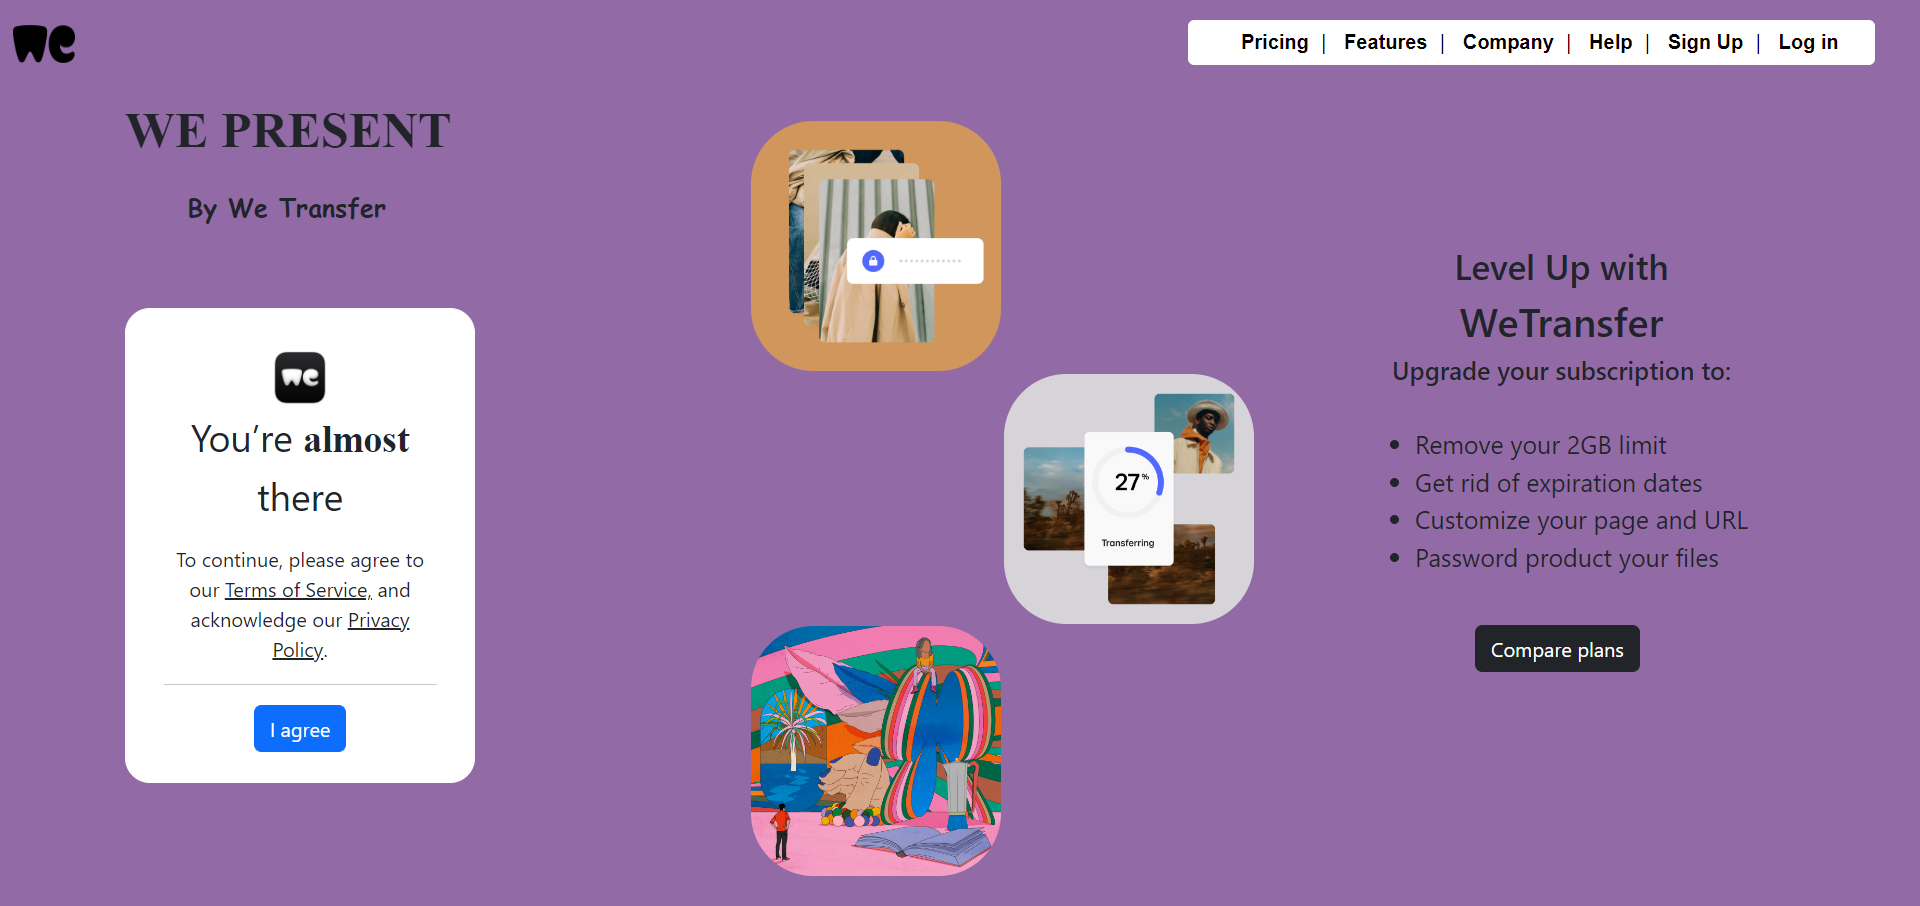 we
Pricing | Features | Company | Help | Sign Up | Log in
WE PRESENT
By We Transfer
we
You’re almost
there
To continue, please agree to
our Terms of Service, and
acknowledge our Privacy
Policy.
I agree
27%
Transferring
Level Up with
WeTransfer
Upgrade your subscription to:
• Remove your 2GB limit
• Get rid of expiration dates
• Customize your page and URL
• Password product your files
Compare plans